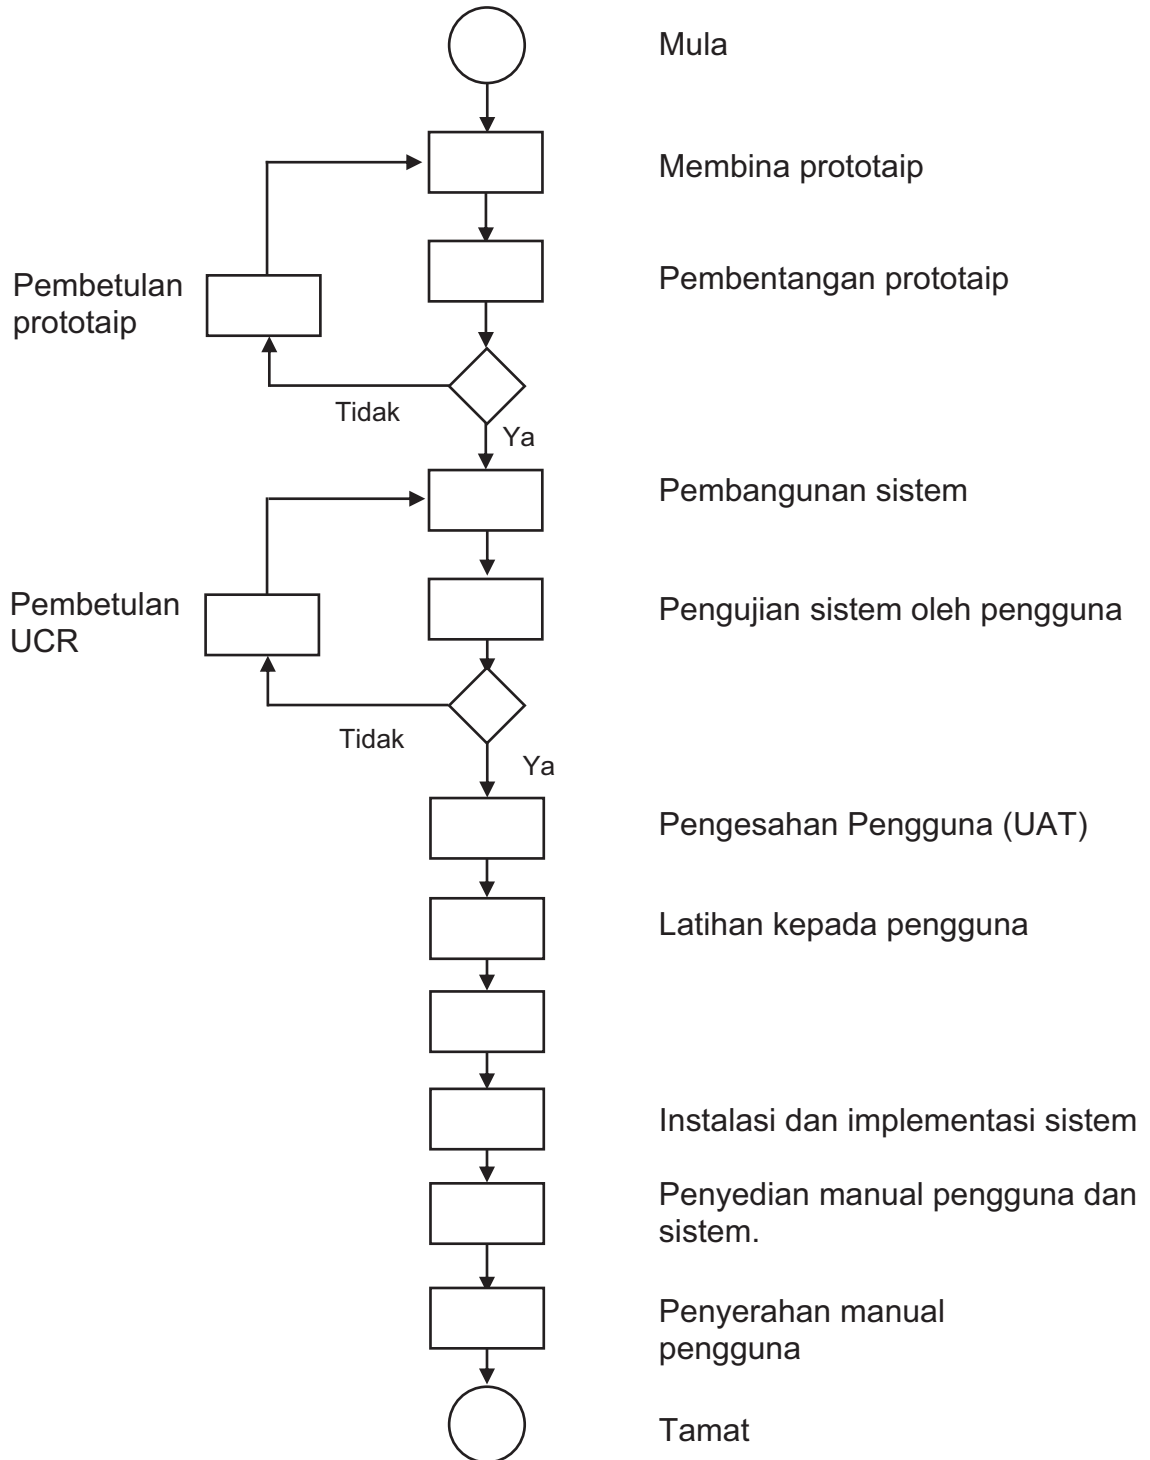 Mula
Membina prototaip
Pembentangan prototaip
Pembetulan
prototaip
Tidak
Ya
Pembangunan sistem
Pengujian sistem oleh pengguna
Pembetulan
UCR
Tidak
Ya
Pengesahan Pengguna (UAT)
Latihan kepada pengguna
Instalasi dan implementasi sistem
Penyedian manual pengguna dan
sistem.
Penyerahan manual
pengguna
Tamat